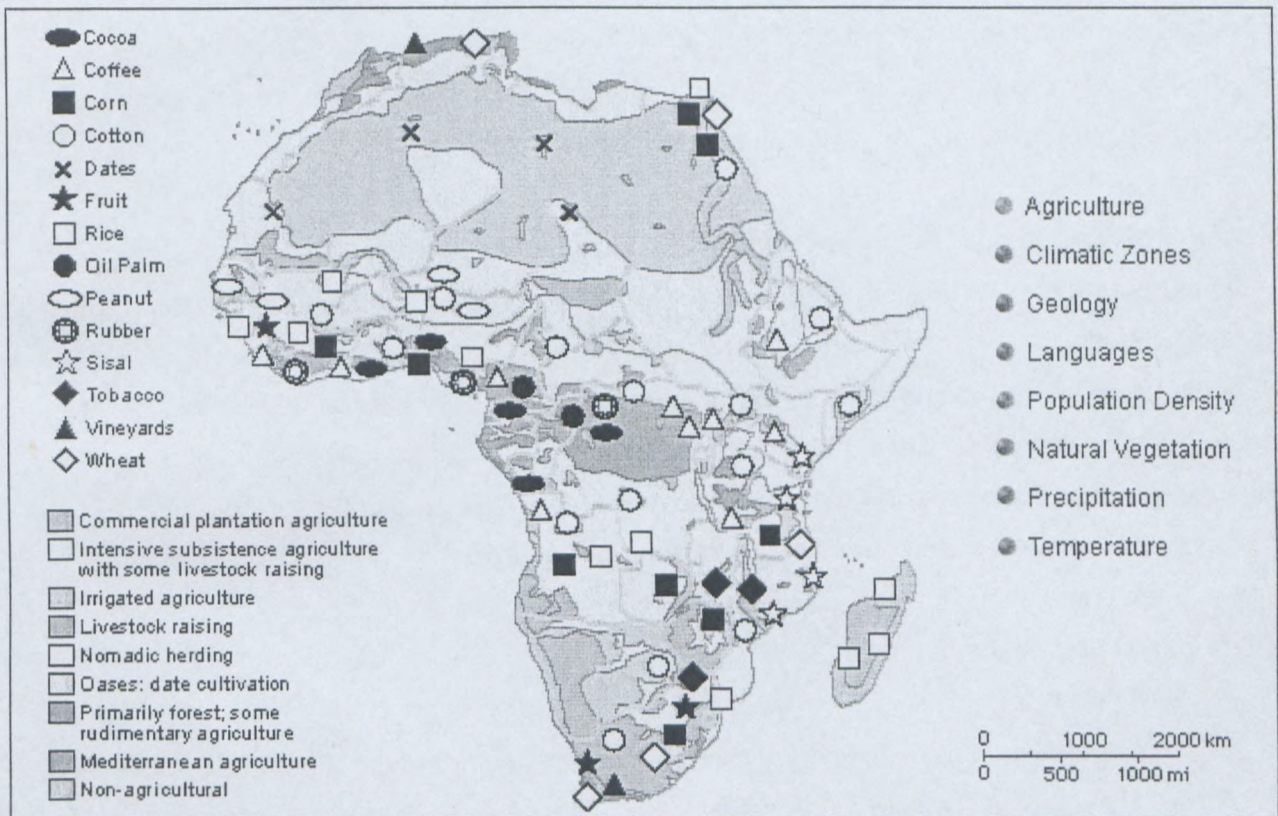 Cocoa
Coffee
Corn
Cotton
Dates
Fruit
Rice
Oil Palm
Peanut
Rubber
Sisal
Tobacco
Vineyards
Wheat
Commercial plantation agriculture
Intensive subsistence agriculture
with some livestock raising
Irrigated agriculture
Livestock raising
Nomadic herding
Oases: date cultivation
Primarily forest; some
rudimentary agriculture
Mediterranean agriculture
Non-agricultural
Agriculture
Climatic Zones
Geology
Languages
Population Density
Natural Vegetation
Precipitation
Temperature
0 1000 2000 km
0 500 1000 mi